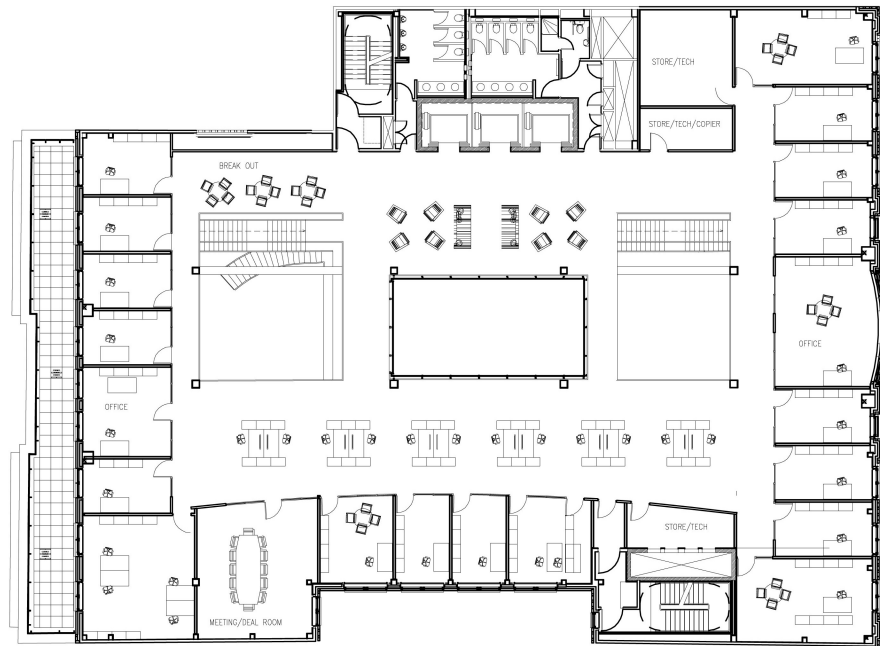 STORE/TECH
STORE/TECH/COPIER
BREAK OUT
OFFICE
OFFICE
STORE/TECH
MEETING/DEAL ROOM